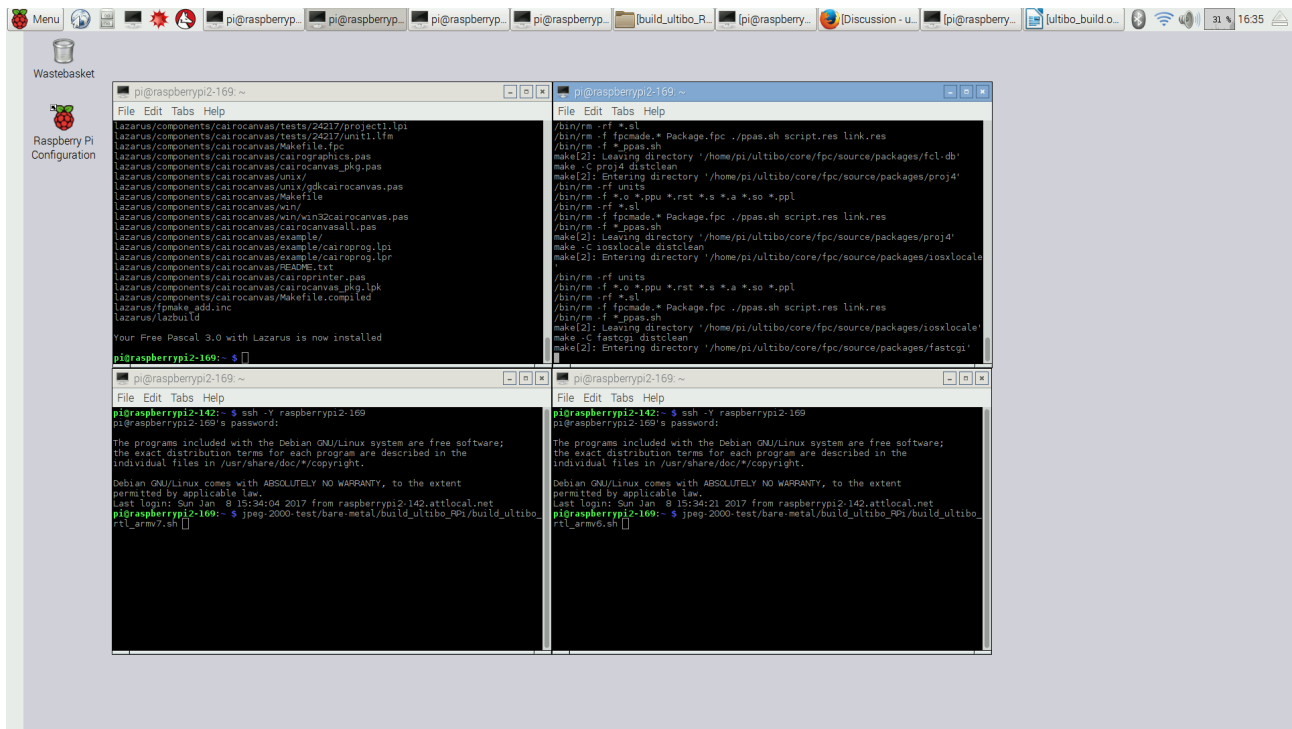 Menu
pi@raspberryp...
pi@raspberryp...
pi@raspberryp...
pi@raspberryp...
[build_ultibo_R...
[pi@raspberry...
[Discussion - u...
[pi@raspberry...
[ultibo_build.o...
31 %
16:35
Wastebasket
Raspberry Pi
Configuration
pi@raspberrypi2-169: ~
File Edit Tabs Help
lazarus/components/cairocanvas/tests/24217/project1.lpi
lazarus/components/cairocanvas/tests/24217/unit1.lfm
lazarus/components/cairocanvas/Makefile.fpc
lazarus/components/cairocanvas/cairographics.pas
lazarus/components/cairocanvas/cairocanvas_pkg.pas
lazarus/components/cairocanvas/unix/
lazarus/components/cairocanvas/unix/gdkcairocanvas.pas
lazarus/components/cairocanvas/Makefile
lazarus/components/cairocanvas/win/
lazarus/components/cairocanvas/win/win32cairocanvas.pas
lazarus/components/cairocanvas/cairocanvasall.pas
lazarus/components/cairocanvas/example/
lazarus/components/cairocanvas/example/cairoprog.lpi
lazarus/components/cairocanvas/example/cairoprog.lpr
lazarus/components/cairocanvas/README.txt
lazarus/components/cairocanvas/cairoprinter.pas
lazarus/components/cairocanvas/cairocanvas_pkg.lpk
lazarus/components/cairocanvas/Makefile.compiled
lazarus/fpmake_add.inc
lazarus/lazbuild
Your Free Pascal 3.0 with Lazarus is now installed
pi@raspberrypi2-169:~ $
pi@raspberrypi2-169: ~
File Edit Tabs Help
/bin/rm -rf *.sl
/bin/rm -f fpcmade.* Package.fpc ./ppas.sh script.res link.res
/bin/rm -f *_ppas.sh
make[2]: Leaving directory '/home/pi/ultibo/core/fpc/source/packages/fcl-db'
make -C proj4 distclean
make[2]: Entering directory '/home/pi/ultibo/core/fpc/source/packages/proj4'
/bin/rm -rf units
/bin/rm -f *.o *.ppu *.rst *.s *.a *.so *.ppl
/bin/rm -rf *.sl
/bin/rm -f fpcmade.* Package.fpc ./ppas.sh script.res link.res
/bin/rm -f *_ppas.sh
make[2]: Leaving directory '/home/pi/ultibo/core/fpc/source/packages/proj4'
make -C iosxlocale distclean
make[2]: Entering directory '/home/pi/ultibo/core/fpc/source/packages/iosxlocale
'
/bin/rm -rf units
/bin/rm -f *.o *.ppu *.rst *.s *.a *.so *.ppl
/bin/rm -rf *.sl
/bin/rm -f fpcmade.* Package.fpc ./ppas.sh script.res link.res
/bin/rm -f *_ppas.sh
make[2]: Leaving directory '/home/pi/ultibo/core/fpc/source/packages/iosxlocale'
make -C fastcgi distclean
make[2]: Entering directory '/home/pi/ultibo/core/fpc/source/packages/fastcgi'
pi@raspberrypi2-169: ~
File Edit Tabs Help
pi@raspberrypi2-142:~ $ ssh -Y raspberrypi2-169
pi@raspberrypi2-169's password:
The programs included with the Debian GNU/Linux system are free software;
the exact distribution terms for each program are described in the
individual files in /usr/share/doc/*/copyright.
Debian GNU/Linux comes with ABSOLUTELY NO WARRANTY, to the extent
permitted by applicable law.
Last login: Sun Jan  8 15:34:04 2017 from raspberrypi2-142.attlocal.net
pi@raspberrypi2-169:~ $ jpeg-2000-test/bare-metal/build_ultibo_RPi/build_ultibo_
rtl_armv7.sh
pi@raspberrypi2-169: ~
File Edit Tabs Help
pi@raspberrypi2-142:~ $ ssh -Y raspberrypi2-169
pi@raspberrypi2-169's password:
The programs included with the Debian GNU/Linux system are free software;
the exact distribution terms for each program are described in the
individual files in /usr/share/doc/*/copyright.
Debian GNU/Linux comes with ABSOLUTELY NO WARRANTY, to the extent
permitted by applicable law.
Last login: Sun Jan  8 15:34:21 2017 from raspberrypi2-142.attlocal.net
pi@raspberrypi2-169:~ $ jpeg-2000-test/bare-metal/build_ultibo_RPi/build_ultibo_
rtl_armv6.sh